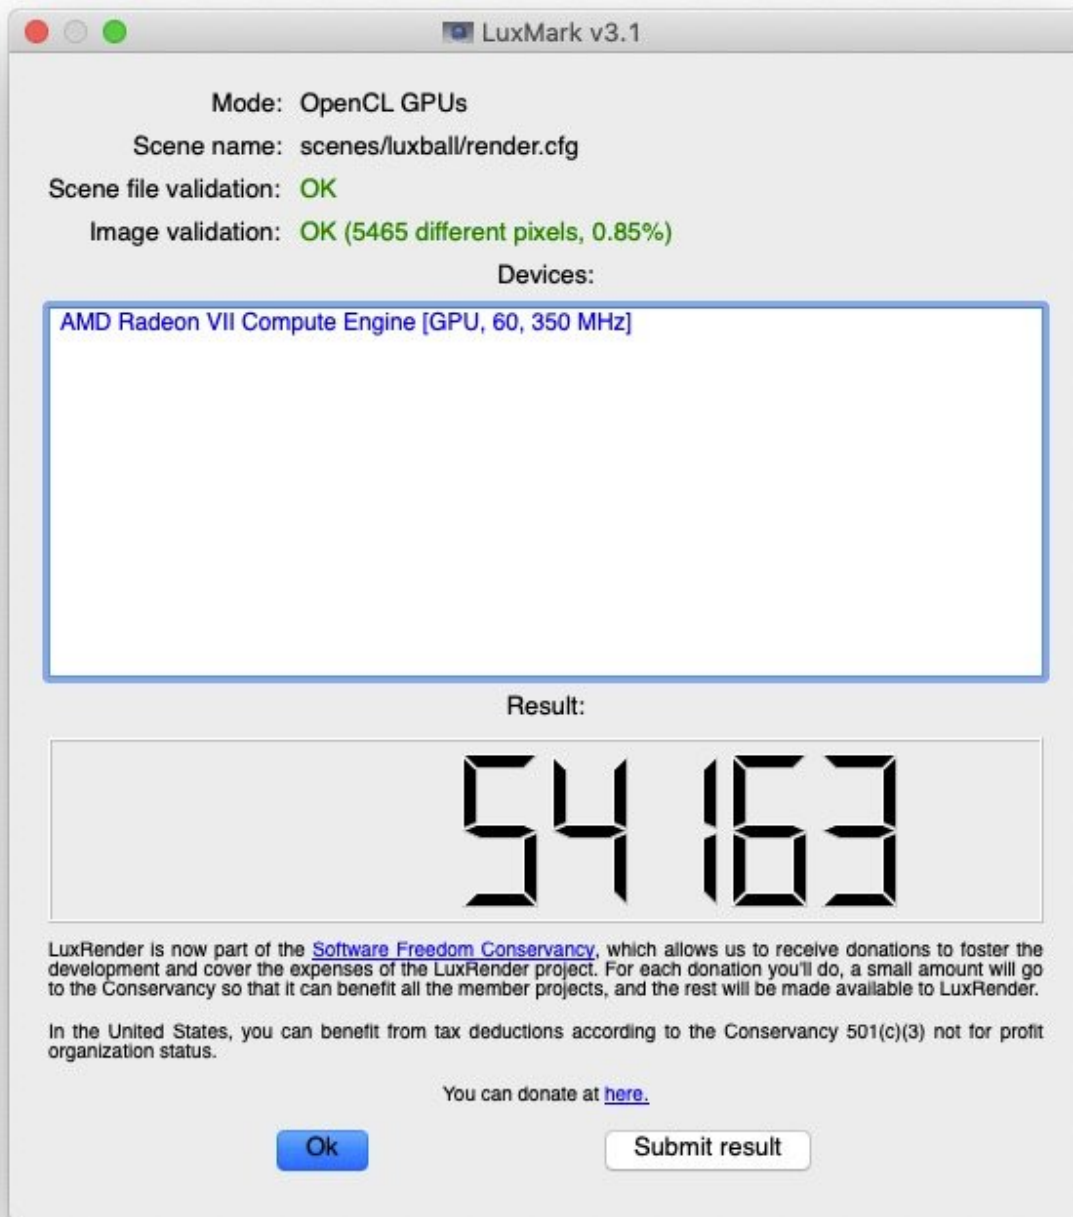 LuxMark v3.1
Mode: OpenCL GPUs
Scene name: scenes/luxball/render.cfg
Scene file validation: OK
Image validation: OK (5465 different pixels, 0.85%)
Devices:
AMD Radeon VII Compute Engine [GPU, 60, 350 MHz]
Result:
54163
LuxRender is now part of the Software Freedom Conservancy, which allows us to receive donations to foster the
development and cover the expenses of the LuxRender project. For each donation you'll do, a small amount will go
to the Conservancy so that it can benefit all the member projects, and the rest will be made available to LuxRender.
In the United States, you can benefit from tax deductions according to the Conservancy 501(c)(3) not for profit
organization status.
You can donate at here.
Ok Submit result